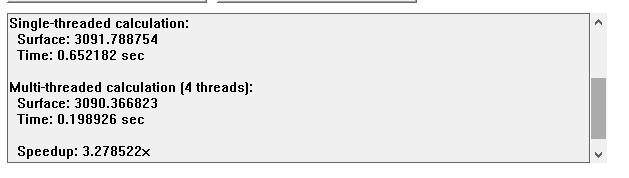 Single-threaded calculation:
Surface: 3091.788754
Time: 0.652182 sec
Multi-threaded calculation (4 threads):
Surface: 3090.366823
Time: 0.198926 sec
Speedup: 3.278522x